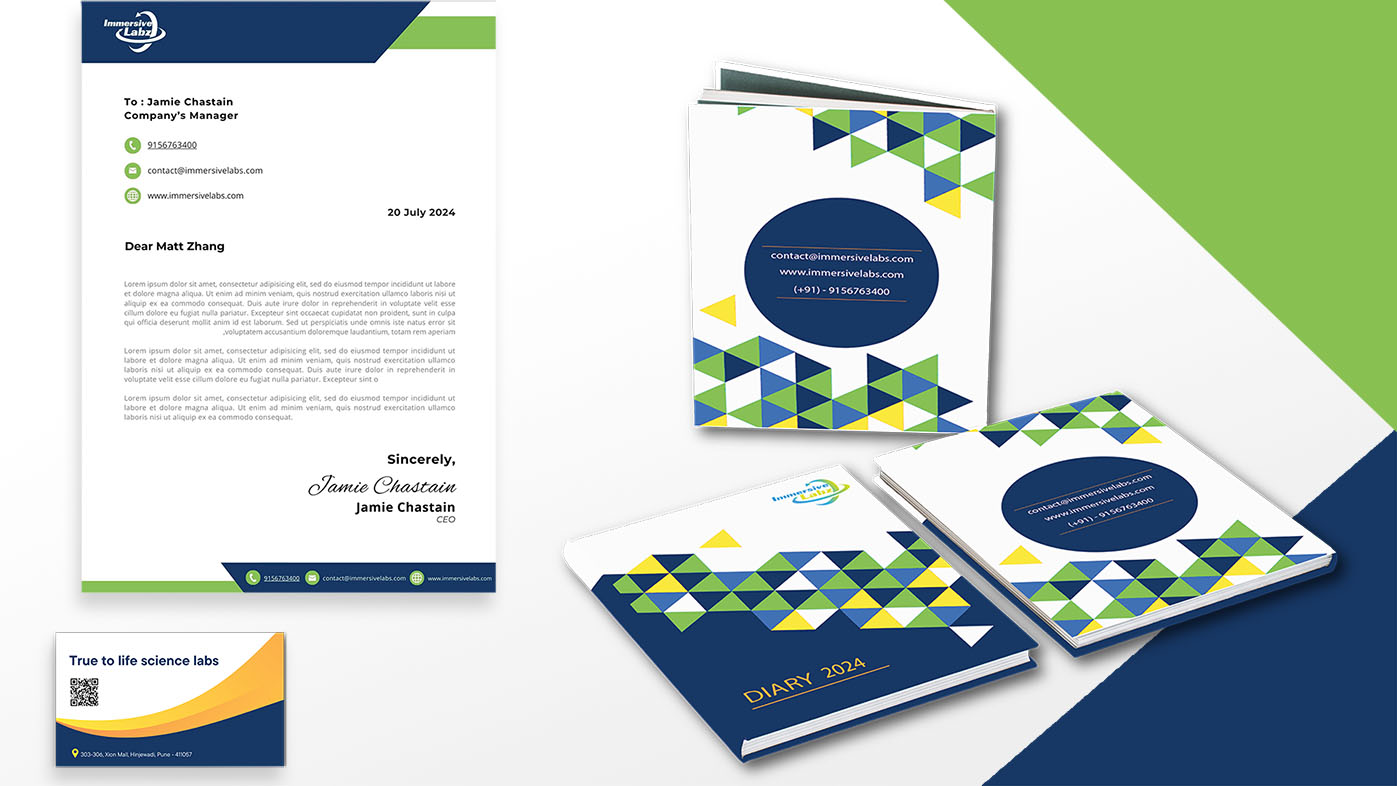 Immersive
Labz
To : Jamie Chastain
Company's Manager
9156763400
contact@immersivelabs.com
www.immersivelabs.com
20 July 2024
Dear Matt Zhang
Lorem ipsum dolor sit amet, consectetur adipisicing elit, sed do eiusmod tempor incididunt ut labore
et dolore magna aliqua. Ut enim ad minim veniam, quis nostrud exercitation ullamco laboris nisi ut
aliquip ex ea commodo consequat. Duis aute irure dolor in reprehenderit in voluptate velit esse
cillum dolore eu fugiat nulla pariatur. Excepteur sint occaecat cupidatat non proident, sunt in culpa
qui officia deserunt mollit anim id est laborum. Sed ut perspiciatis unde omnis iste natus error sit
,voluptatem accusantium doloremque laudantium, totam rem aperiam
Lorem ipsum dolor sit amet, consectetur adipisicing elit, sed do eiusmod tempor incididunt ut
labore et dolore magna aliqua. Ut enim ad minim veniam, quis nostrud exercitation ullamco
laboris nisi ut aliquip ex ea commodo consequat. Duis aute irure dolor in reprehenderit in
voluptate velit esse cillum dolore eu fugiat nulla pariatur. Excepteur sint o
Lorem ipsum dolor sit amet, consectetur adipisicing elit, sed do eiusmod tempor incididunt ut
labore et dolore magna aliqua. Ut enim ad minim veniam, quis nostrud exercitation ullamco
laboris nisi ut aliquip ex ea commodo consequat.
Sincerely,
Jamie Chastain
Jamie Chastain
CEO
9156763400 contact@immersivelabs.com www.immersivelabs.com
True to life science labs
303-306, Xion Mall, Hinjewadi, Pune - 411057
contact@immersivelabs.com
www.immersivelabs.com
(+91) - 9156763400
Immersive
Labz
DIARY 2024
contact@immersivelabs.com
www.immersivelabs.com
(+91) - 9156763400